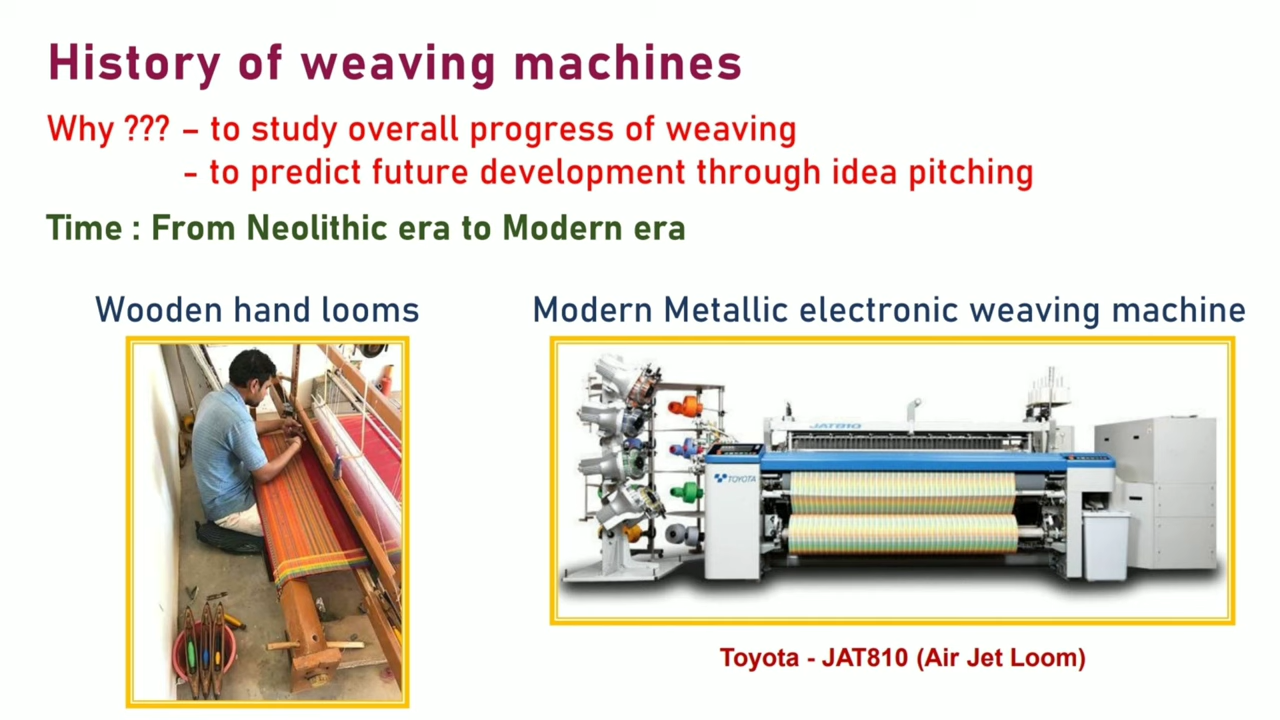 History of weaving machines
Why ??? – to study overall progress of weaving
- to predict future development through idea pitching
Time : From Neolithic era to Modern era
Wooden hand looms
Modern Metallic electronic weaving machine
JAT810
TOYOTA
Toyota - JAT810 (Air Jet Loom)